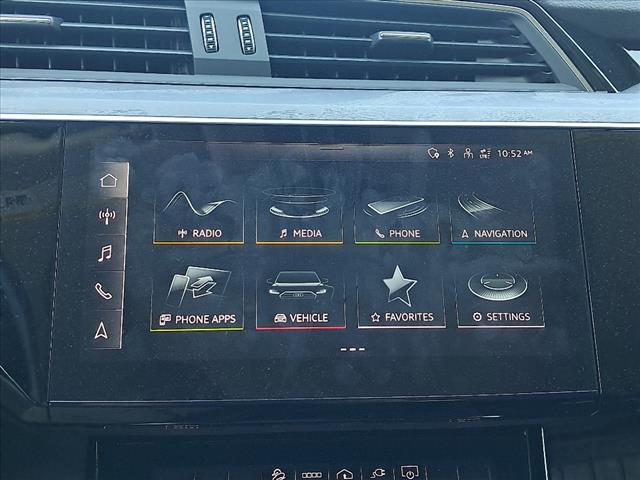 10:52 AM
RADIO MEDIA PHONE NAVIGATION
PHONE APPS VEHICLE FAVORITES SETTINGS